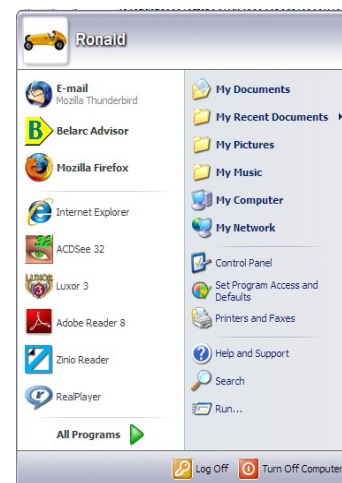 Ronald
E-mail
Mozilla Thunderbird
Belarc Advisor
Mozilla Firefox
Internet Explorer
ACDSee 32
Luxor 3
Adobe Reader 8
Zinio Reader
RealPlayer
All Programs
My Documents
My Recent Documents
My Pictures
My Music
My Computer
My Network
Control Panel
Set Program Access and
Defaults
Printers and Faxes
Help and Support
Search
Run...
Log Off
Turn Off Computer